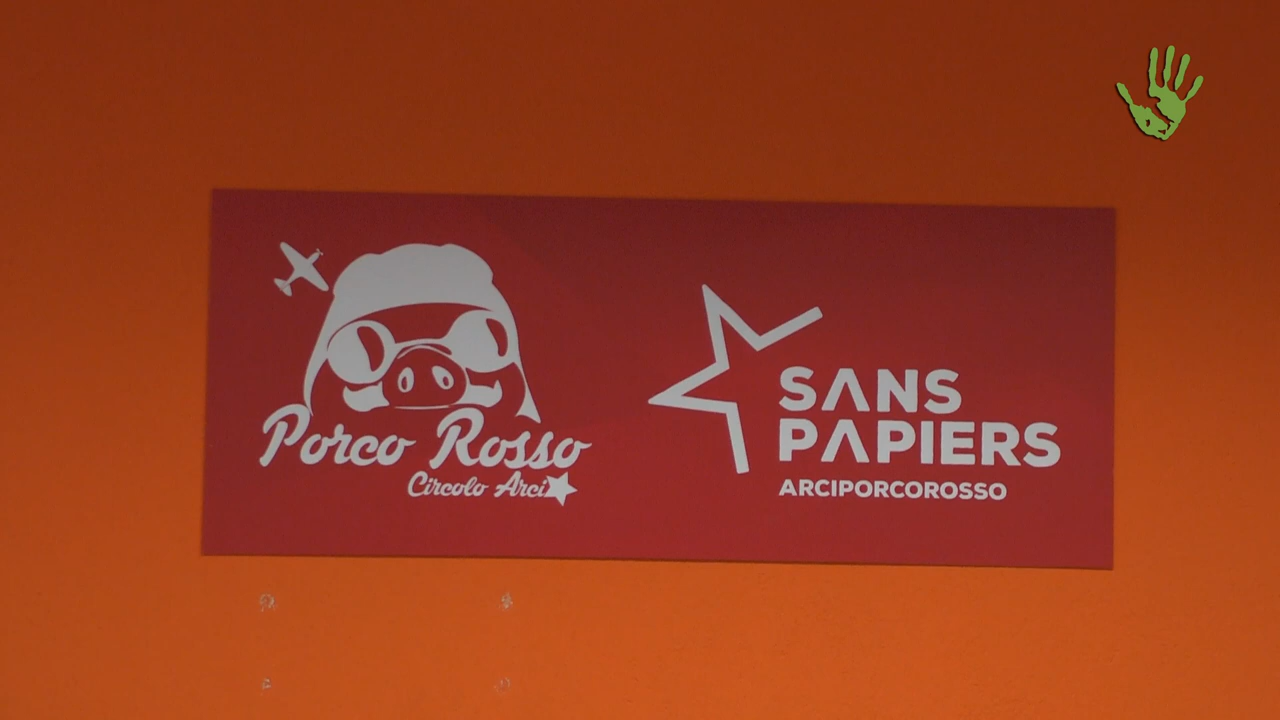 Porco Rosso
Circolo Arci
SANS
PAPIERS
ARCIPORCOROSSO